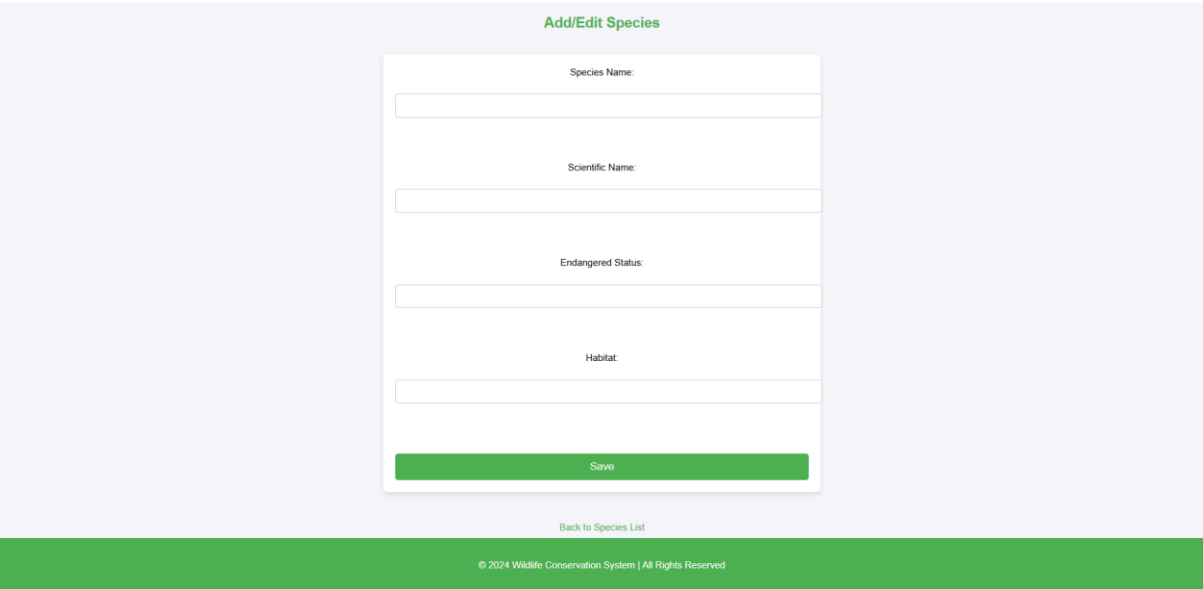 Add/Edit Species
Species Name:
Scientific Name:
Endangered Status:
Habitat:
Save
Back to Species List
© 2024 Wildlife Conservation System | All Rights Reserved